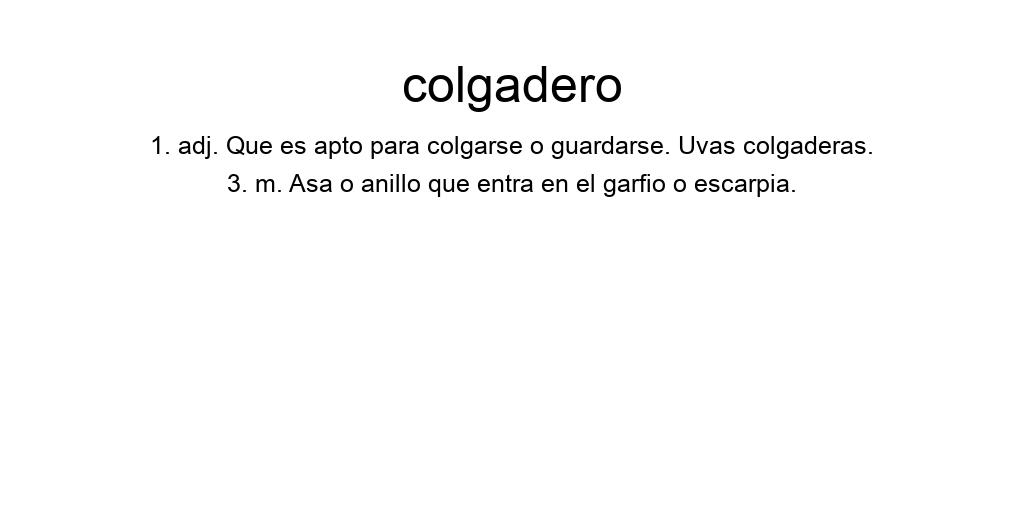 colgadero
1. adj. Que es apto para colgarse o guardarse. Uvas colgaderas.
3. m. Asa o anillo que entra en el garfio o escarpia.